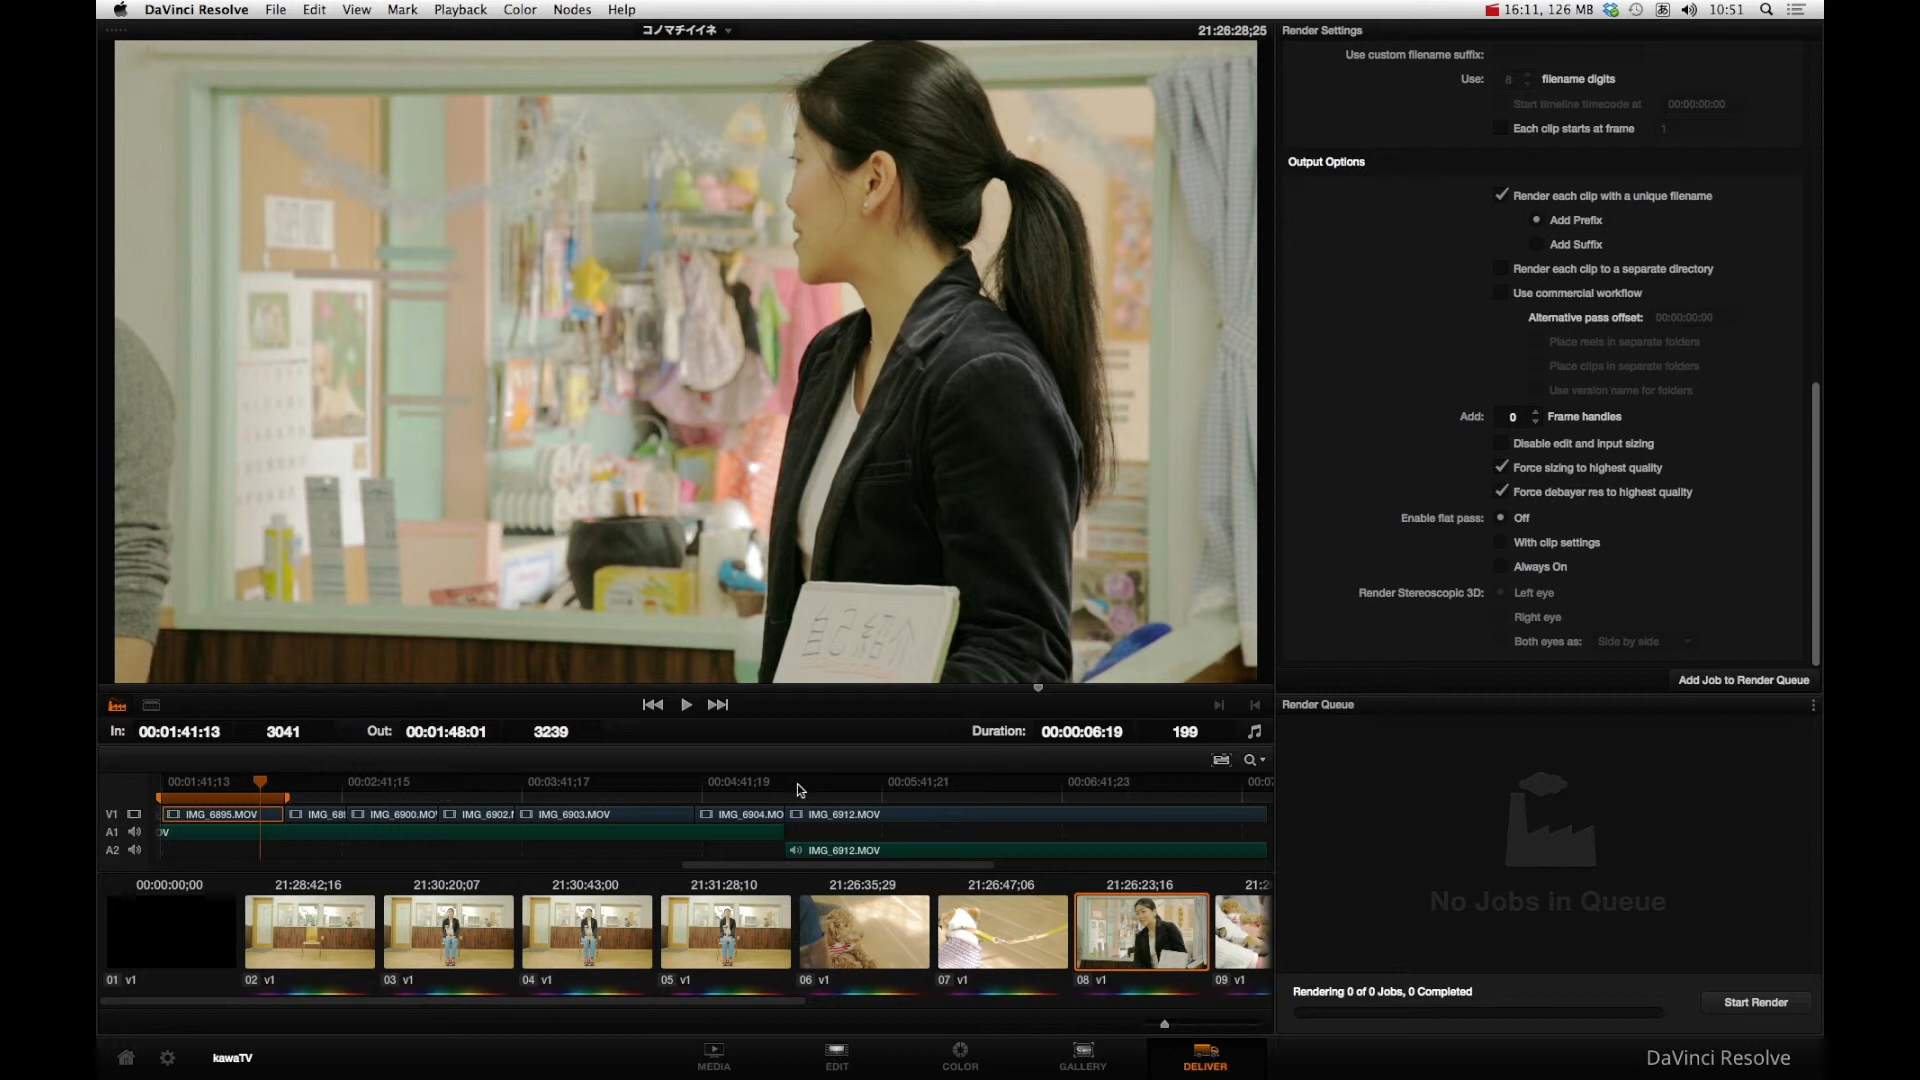 DaVinci Resolve File Edit View Mark Playback Color Nodes Help
16:11, 126 MB あ 10:51
コノマチイイネ
21:26:28;25
Render Settings
Use custom filename suffix:
Use: 8 filename digits
Start timeline timecode at 00:00:00:00
Each clip starts at frame 1
Output Options
Render each clip with a unique filename
Add Prefix
Add Suffix
Render each clip to a separate directory
Use commercial workflow
Alternative pass offset: 00:00:00:00
Place reels in separate folders
Place clips in separate folders
Use version name for folders
Add: 0 Frame handles
Disable edit and input sizing
Force sizing to highest quality
Force debayer res to highest quality
Enable flat pass: Off
With clip settings
Always On
Render Stereoscopic 3D: Left eye
Right eye
Both eyes as: Side by side
Add Job to Render Queue
自己紹介
In: 00:01:41:13 3041 Out: 00:01:48:01 3239 Duration: 00:00:06:19 199
Render Queue
00:01:41;13 00:02:41;15 00:03:41;17 00:04:41;19 00:05:41;21 00:06:41;23 00:07
V1 IMG_6895.MOV IMG_689 IMG_6900.MOV IMG_6902.M IMG_6903.MOV IMG_6904.MO IMG_6912.MOV
A1 OV
A2 IMG_6912.MOV
00:00:00;00 21:28:42;16 21:30:20;07 21:30:43;00 21:31:28;10 21:26:35;29 21:26:47;06 21:26:23;16 21:2
01 v1 02 v1 03 v1 04 v1 05 v1 06 v1 07 v1 08 v1 09 v1
No Jobs in Queue
Rendering 0 of 0 Jobs, 0 Completed
Start Render
kawaTV
MEDIA EDIT COLOR GALLERY DELIVER
DaVinci Resolve